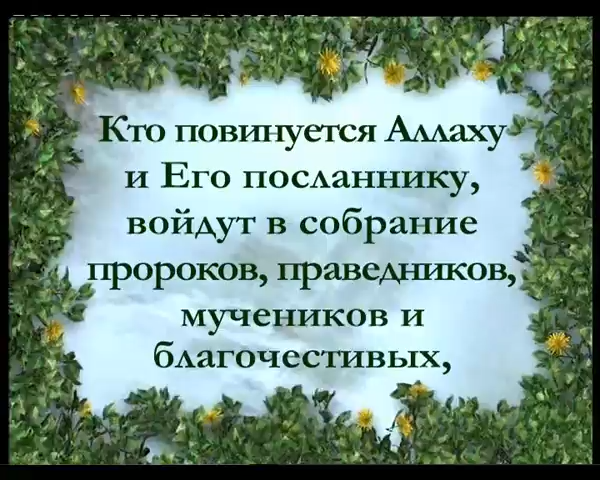 Кто повинуется Аллаху
и Его посланнику,
войдут в собрание
пророков, праведников,
мучеников и
благочестивых,